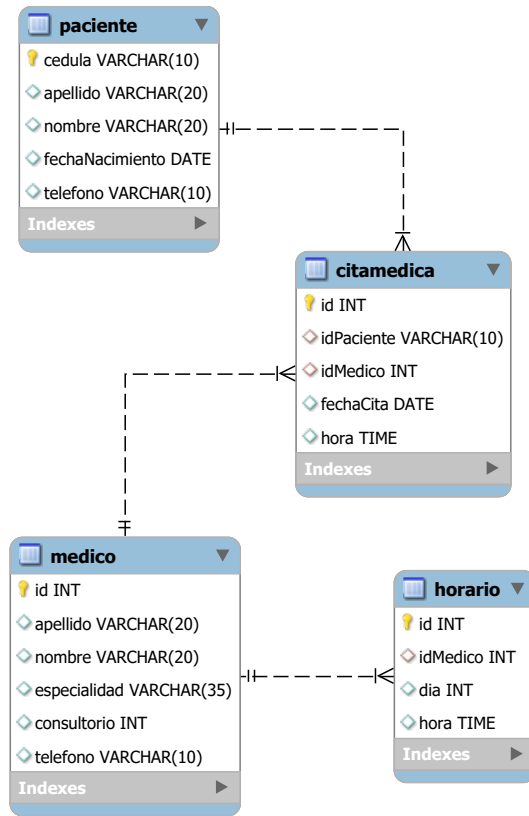 paciente
cedula VARCHAR(10)
apellido VARCHAR(20)
nombre VARCHAR(20)
fechaNacimiento DATE
telefono VARCHAR(10)
Indexes
citamedica
id INT
idPaciente VARCHAR(10)
idMedico INT
fechaCita DATE
hora TIME
Indexes
medico
id INT
apellido VARCHAR(20)
nombre VARCHAR(20)
especialidad VARCHAR(35)
consultorio INT
telefono VARCHAR(10)
Indexes
horario
id INT
idMedico INT
dia INT
hora TIME
Indexes